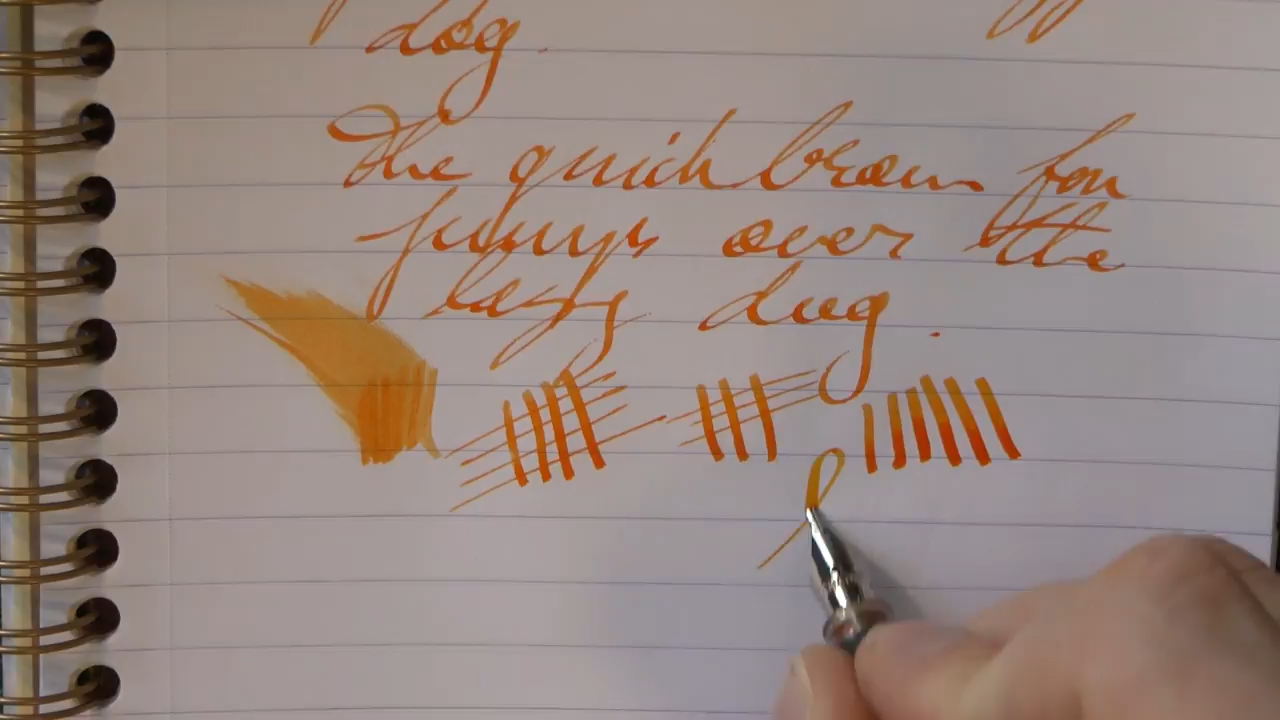 dog.
The quick brown fox
jumps over the
lazy dog.